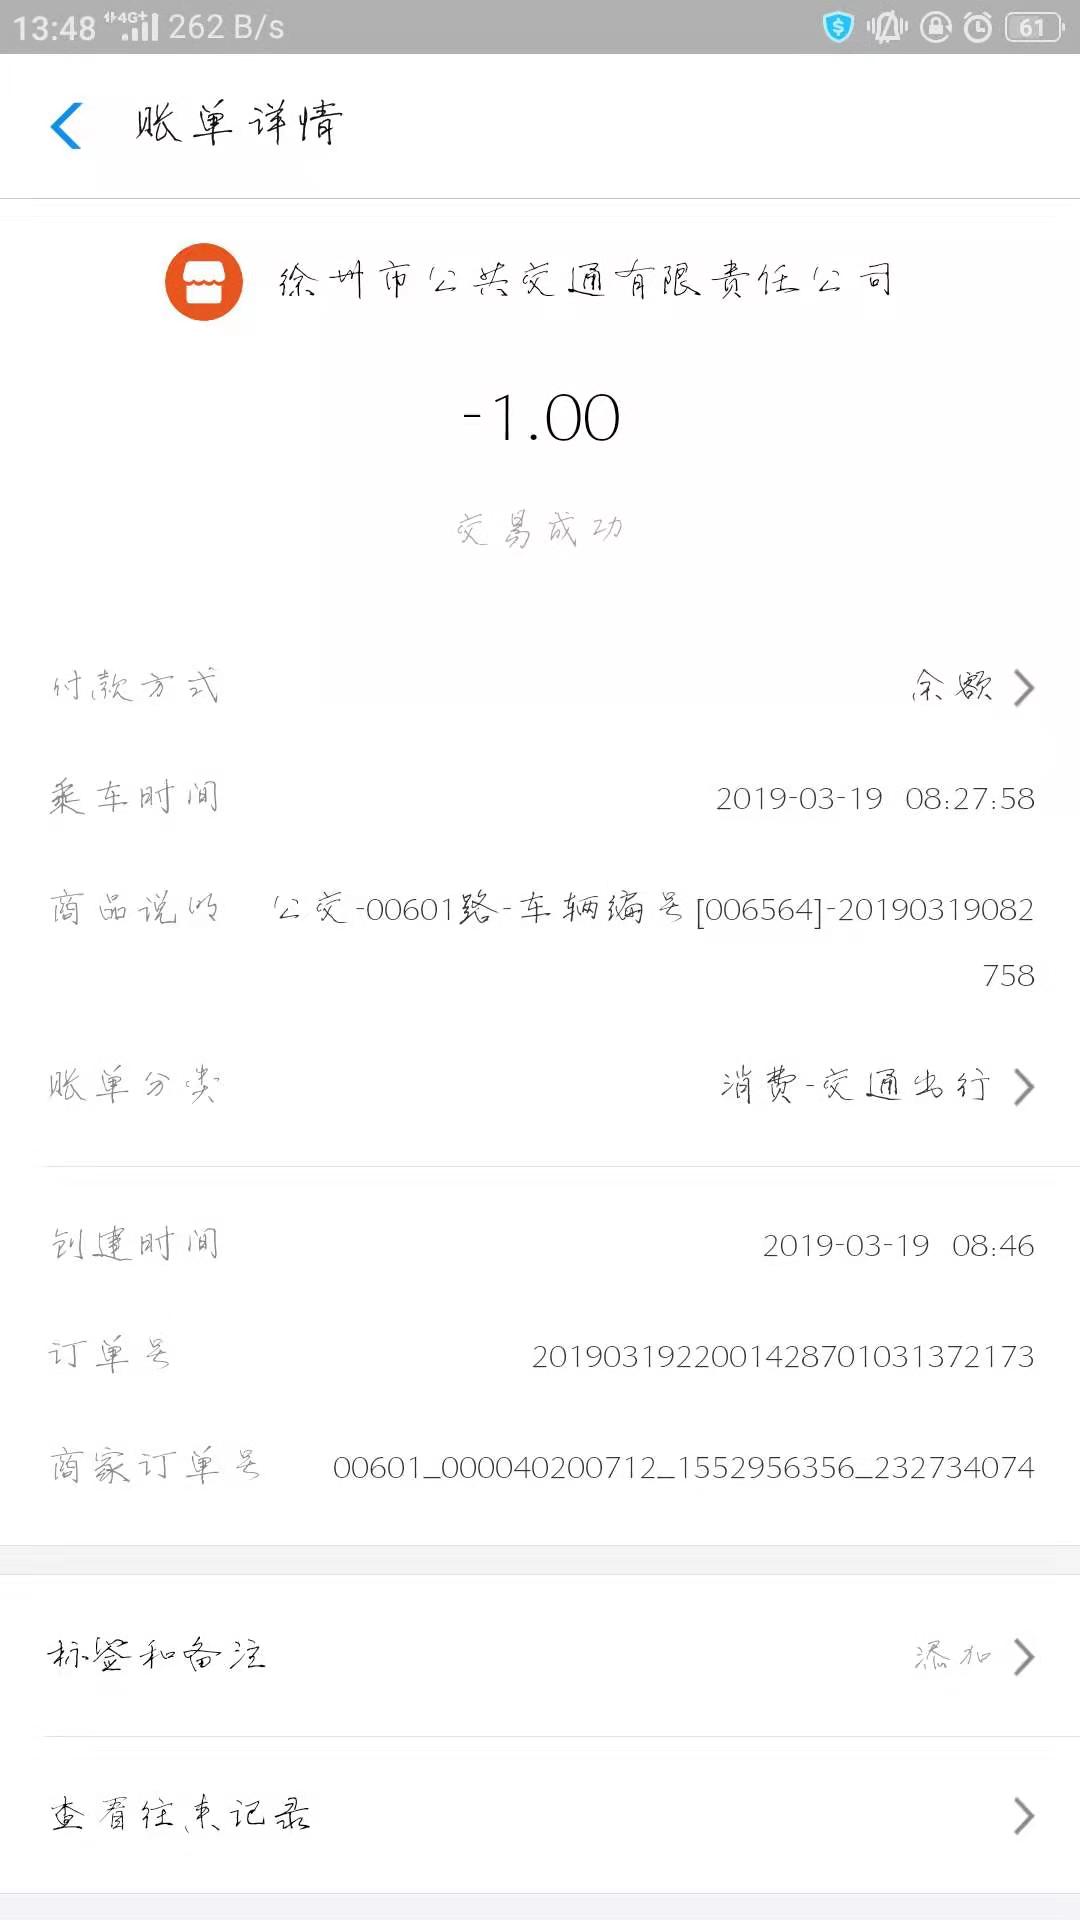 13:48 4G+ 262 B/s 61
账单详情
徐州市公共交通有限责任公司
-1.00
交易成功
付款方式 余额
乘车时间 2019-03-19 08:27:58
商品说明 公交-00601路-车辆编号[006564]-20190319082
758
账单分类 消费-交通出行
创建时间 2019-03-19 08:46
订单号 2019031922001428701031372173
商家订单号 00601_000040200712_1552956356_232734074
标签和备注 添加
查看往来记录